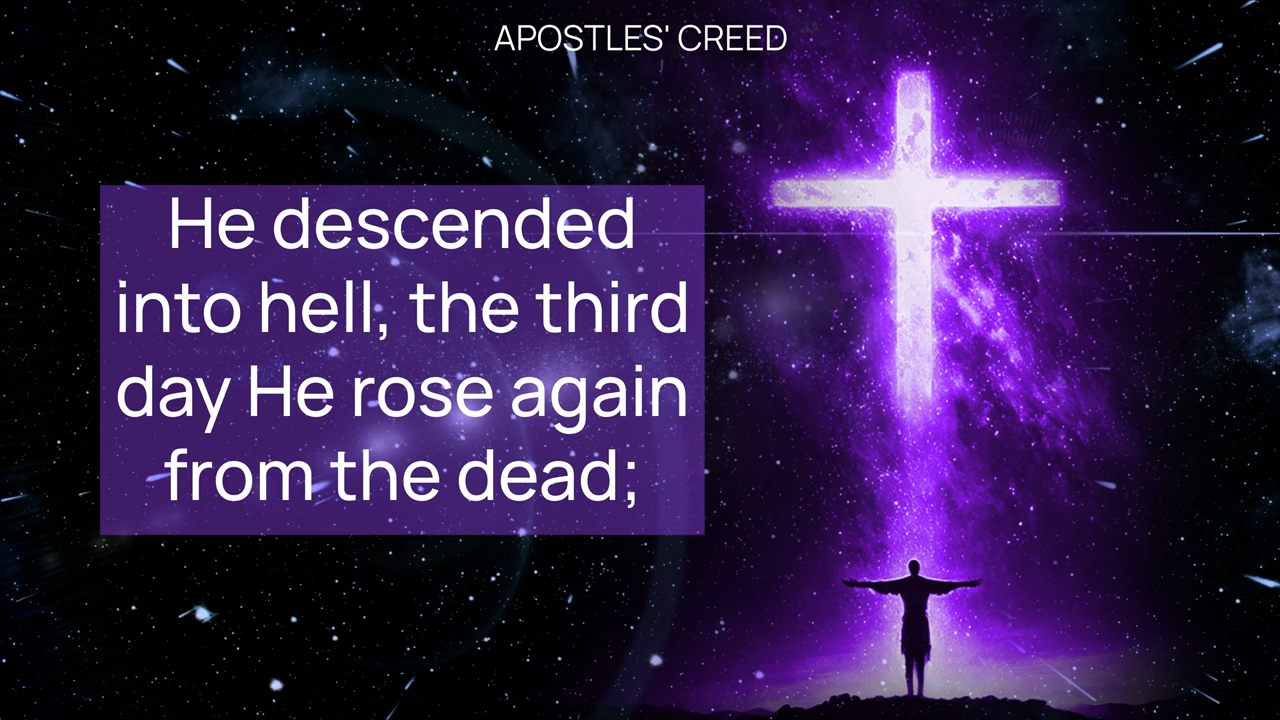 APOSTLES' CREED
He descended
into hell, the third
day He rose again
from the dead;